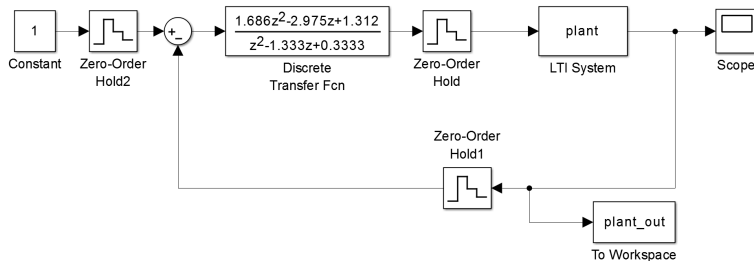 1
Constant
Zero-Order
Hold2
+
−
1.686z²-2.975z+1.312
z²-1.333z+0.3333
Discrete
Transfer Fcn
Zero-Order
Hold
plant
LTI System
Scope
Zero-Order
Hold1
plant_out
To Workspace